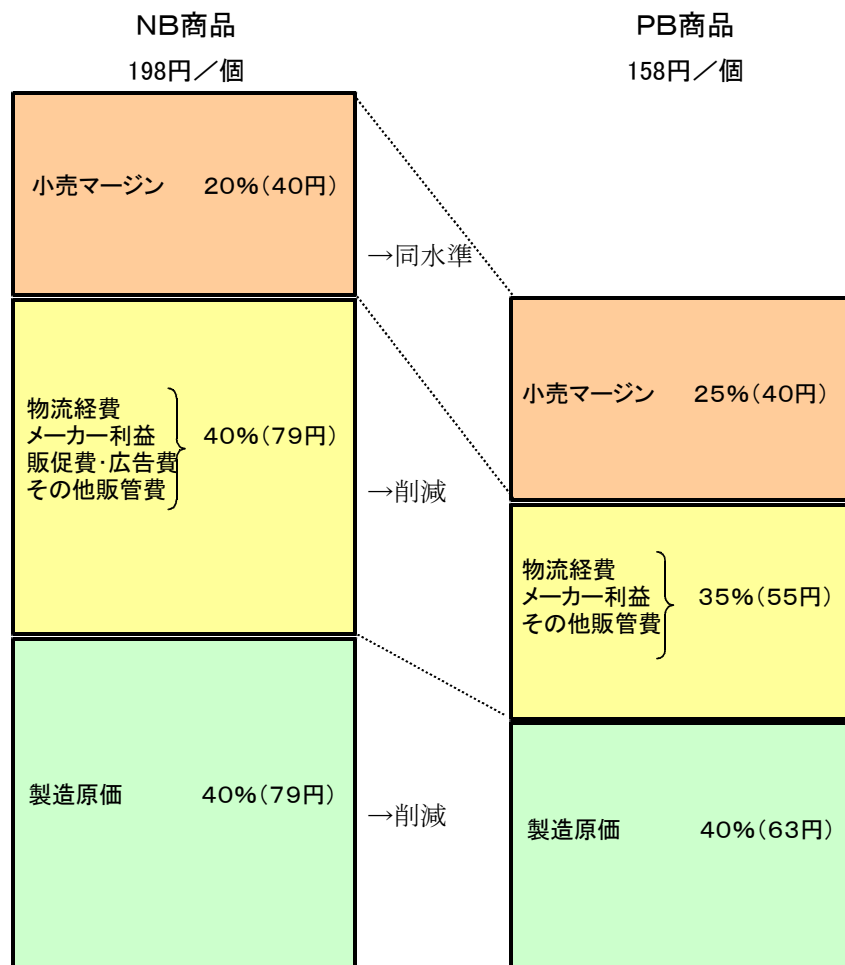 NB商品
198円／個
小売マージン 20%(40円)
→同水準
物流経費
メーカー利益
販促費・広告費
その他販管費
40%(79円)
→削減
製造原価 40%(79円)
→削減
PB商品
158円／個
小売マージン 25%(40円)
物流経費
メーカー利益
その他販管費
35%(55円)
製造原価 40%(63円)